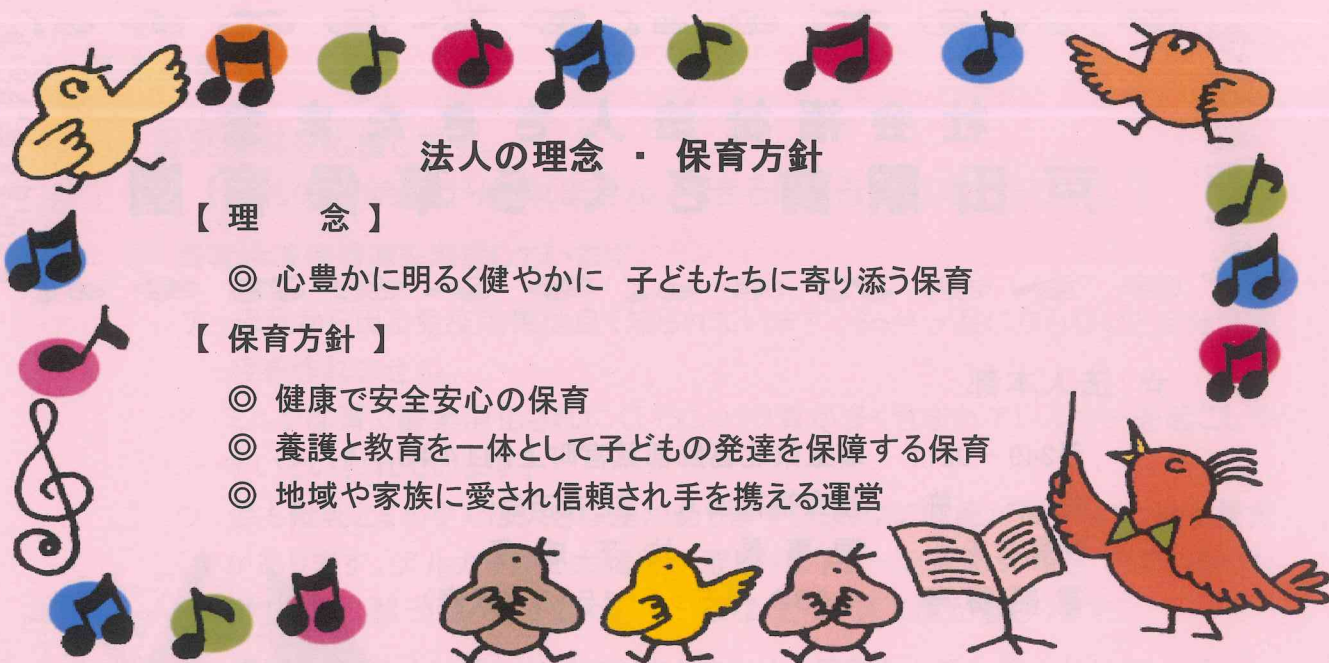 法人の理念 ・ 保育方針
【 理 念 】
◎ 心豊かに明るく健やかに 子どもたちに寄り添う保育
【 保育方針 】
◎ 健康で安全安心の保育
◎ 養護と教育を一体として子どもの発達を保障する保育
◎ 地域や家族に愛され信頼され手を携える運営